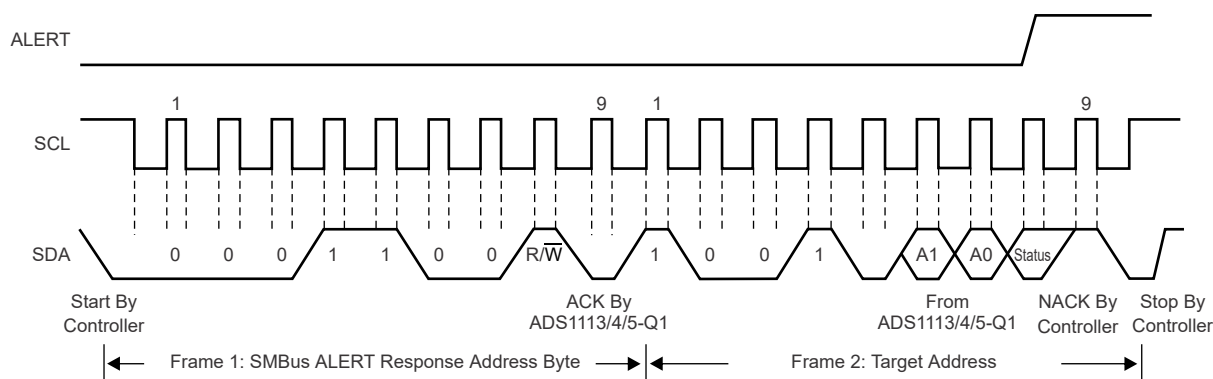 ALERT
1 9 1 9
SCL
SDA 0 0 0 1 1 0 0 R/W 1 0 0 1 A1 A0 Status
Start By
Controller
ACK By
ADS1113/4/5-Q1
From
ADS1113/4/5-Q1
NACK By
Controller
Stop By
Controller
Frame 1: SMBus ALERT Response Address Byte
Frame 2: Target Address